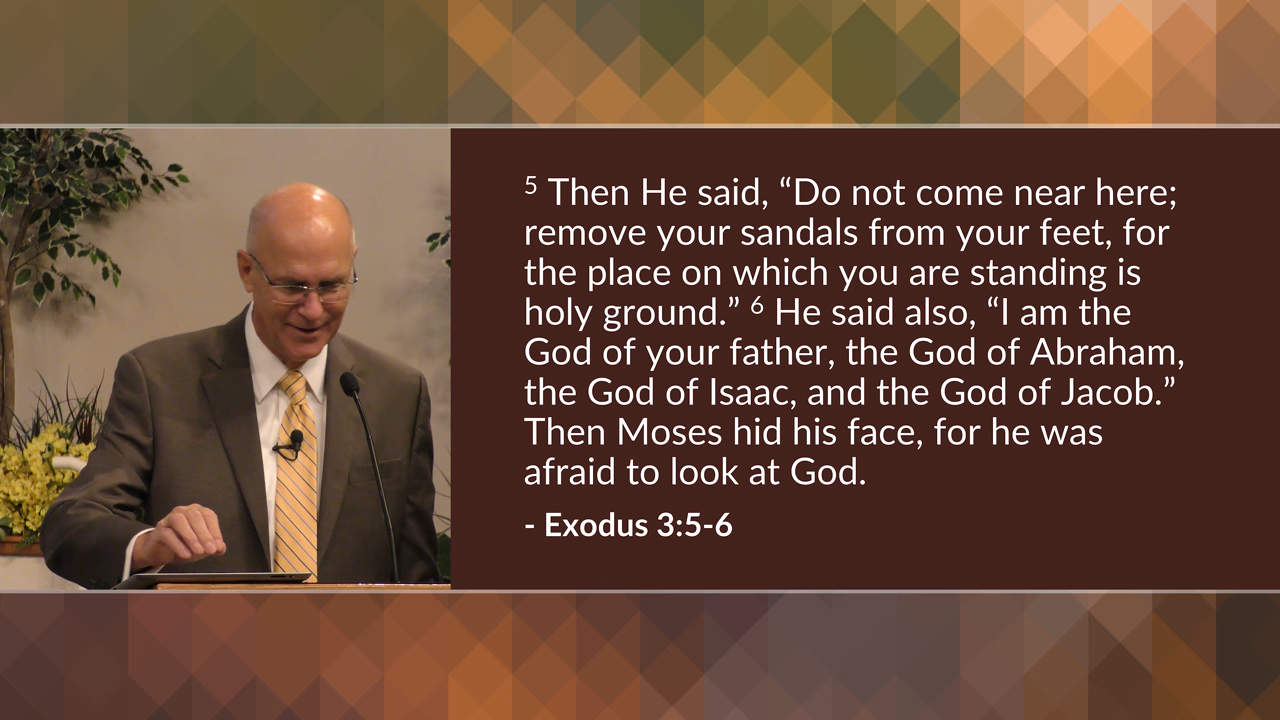 5 Then He said, “Do not come near here;
remove your sandals from your feet, for
the place on which you are standing is
holy ground.” 6 He said also, “I am the
God of your father, the God of Abraham,
the God of Isaac, and the God of Jacob.”
Then Moses hid his face, for he was
afraid to look at God.
- Exodus 3:5-6